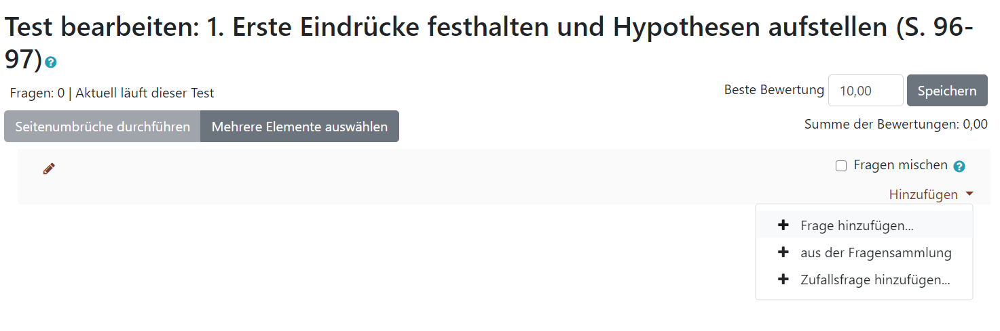 Test bearbeiten: 1. Erste Eindrücke festhalten und Hypothesen aufstellen (S. 96-
97)
Fragen: 0 | Aktuell läuft dieser Test
Beste Bewertung 10,00 Speichern
Seitenumbrüche durchführen Mehrere Elemente auswählen
Summe der Bewertungen: 0,00
Fragen mischen
Hinzufügen
Frage hinzufügen...
aus der Fragensammlung
Zufallsfrage hinzufügen...